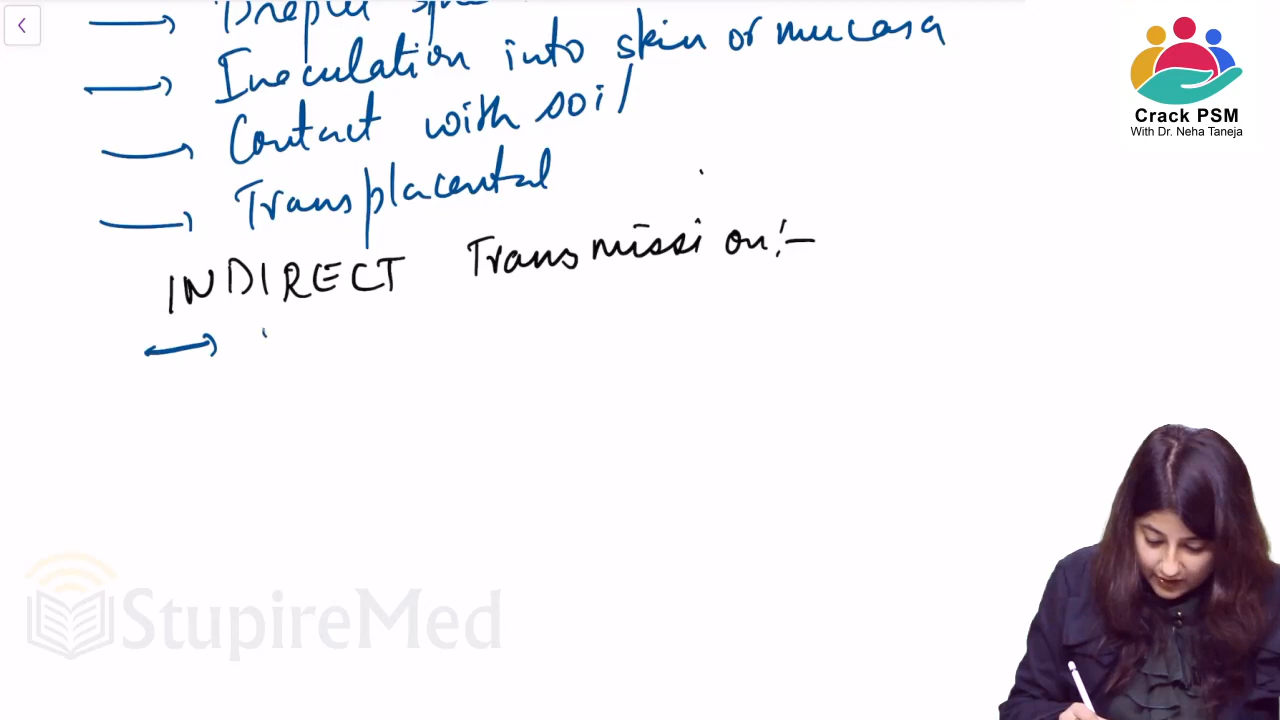 Inoculation into skin or mucosa
Contact with soil
Transplacental
INDIRECT Transmission:-
Crack PSM
With Dr. Neha Taneja
StupireMed